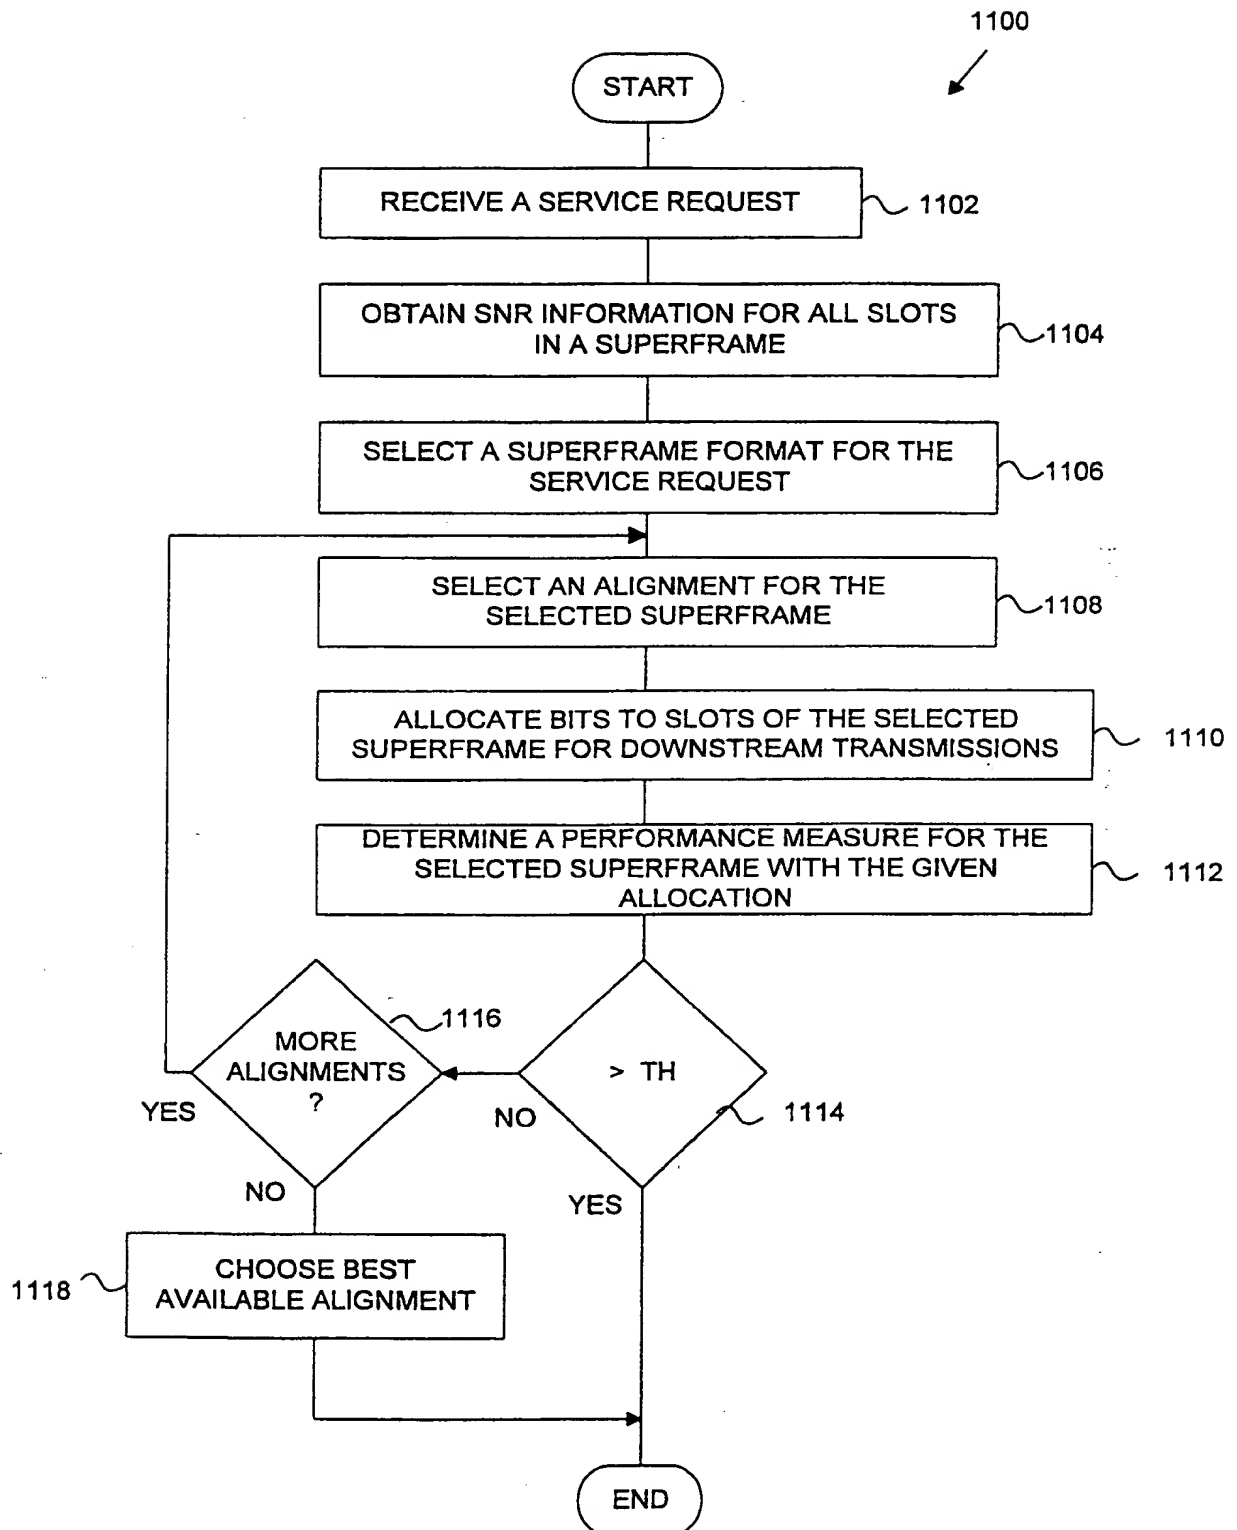 1100
START
RECEIVE A SERVICE REQUEST
1102
OBTAIN SNR INFORMATION FOR ALL SLOTS
IN A SUPERFRAME
1104
SELECT A SUPERFRAME FORMAT FOR THE
SERVICE REQUEST
1106
SELECT AN ALIGNMENT FOR THE
SELECTED SUPERFRAME
1108
ALLOCATE BITS TO SLOTS OF THE SELECTED
SUPERFRAME FOR DOWNSTREAM TRANSMISSIONS
1110
DETERMINE A PERFORMANCE MEASURE FOR THE
SELECTED SUPERFRAME WITH THE GIVEN
ALLOCATION
1112
1116
MORE
ALIGNMENTS
?
> TH
1114
YES
NO
NO
YES
CHOOSE BEST
AVAILABLE ALIGNMENT
1118
END